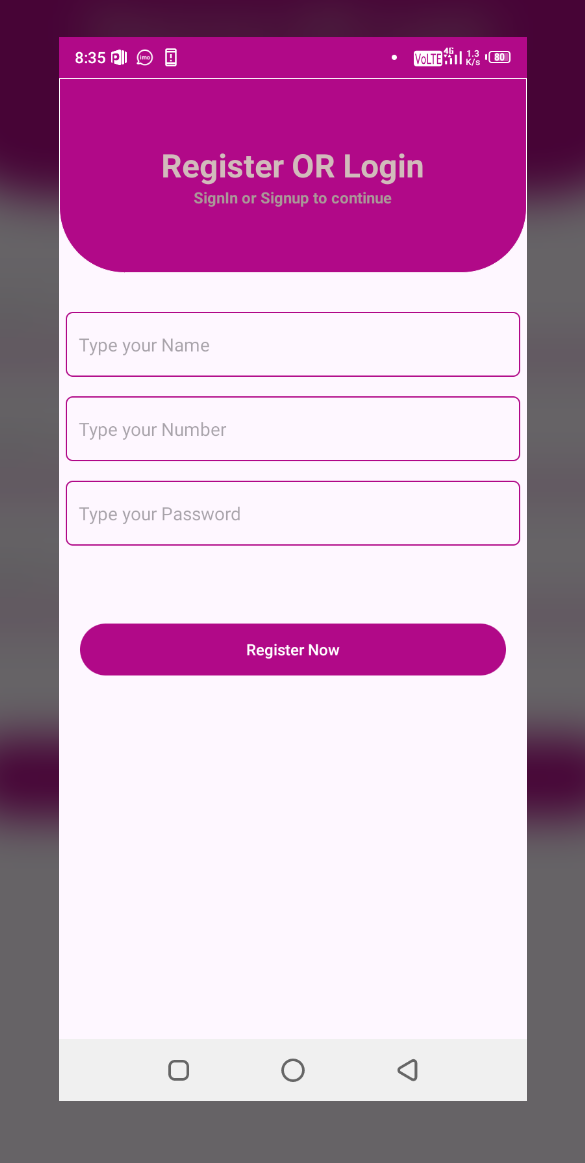 8:35 imo VoLTE 4G 1.3 K/s 80
Register OR Login
SignIn or Signup to continue
Type your Name
Type your Number
Type your Password
Register Now